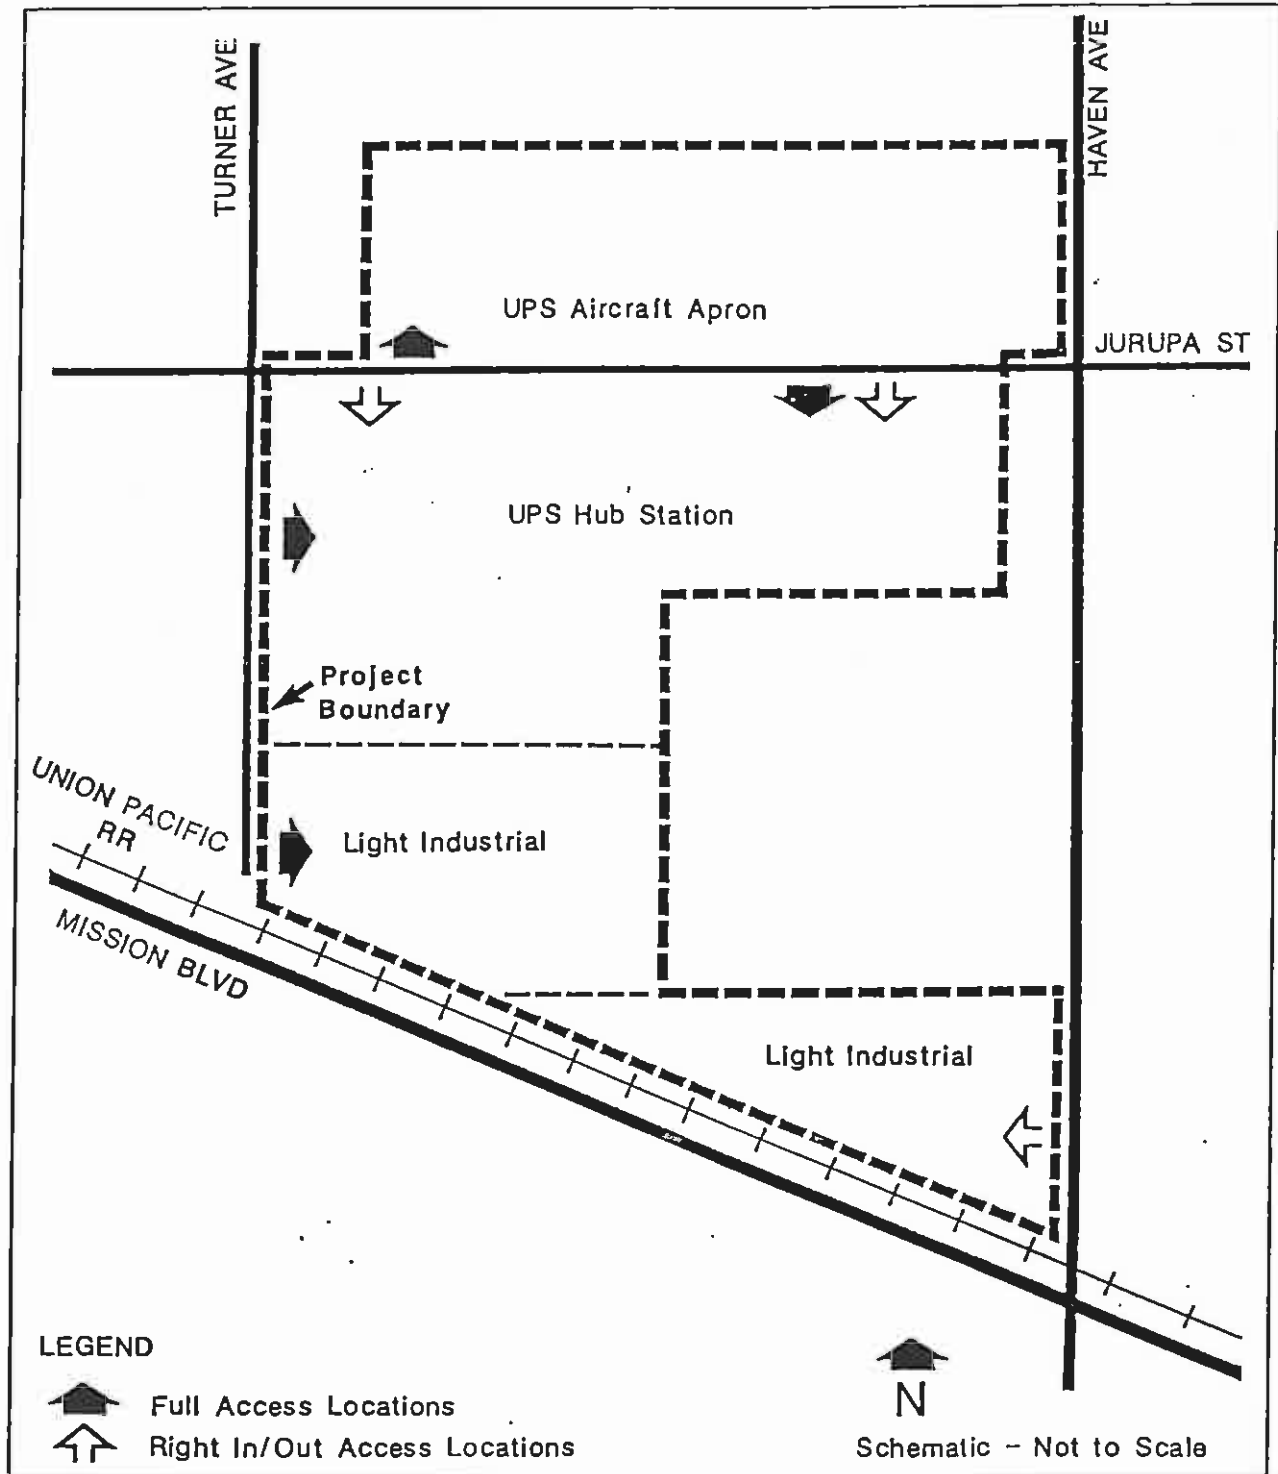 TURNER AVE
HAVEN AVE
UPS Aircraft Apron
JURUPA ST
UPS Hub Station
Project
Boundary
UNION PACIFIC
RR
Light Industrial
MISSION BLVD
Light Industrial
LEGEND
Full Access Locations
Right In/Out Access Locations
N
Schematic - Not to Scale